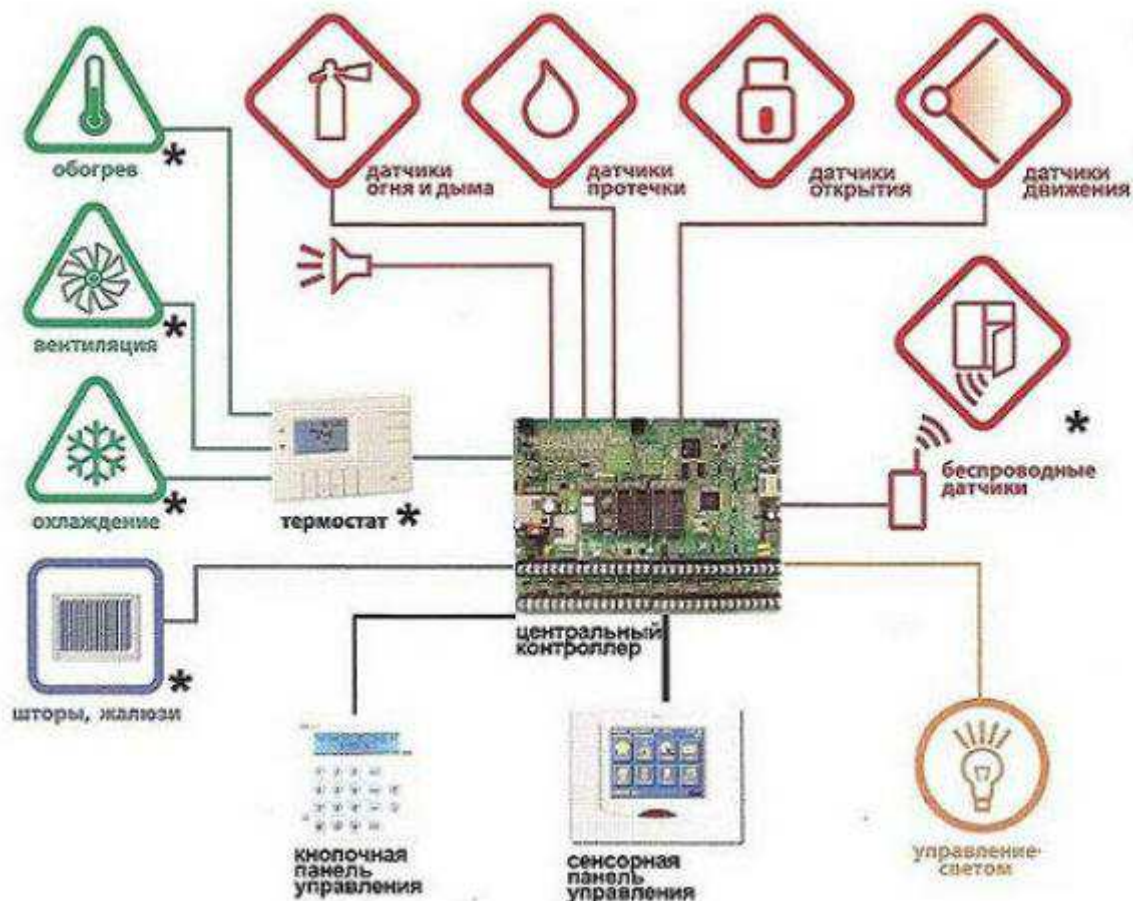 обогрев *
датчики
огня и дыма
датчики
протечки
датчики
открытия
датчики
движения
вентиляция *
охлаждение *
термостат *
*
беспроводные
датчики
центральный
контроллер
*
шторы, жалюзи
кнопочная
панель
управления
сенсорная
панель
управления
управление
светом